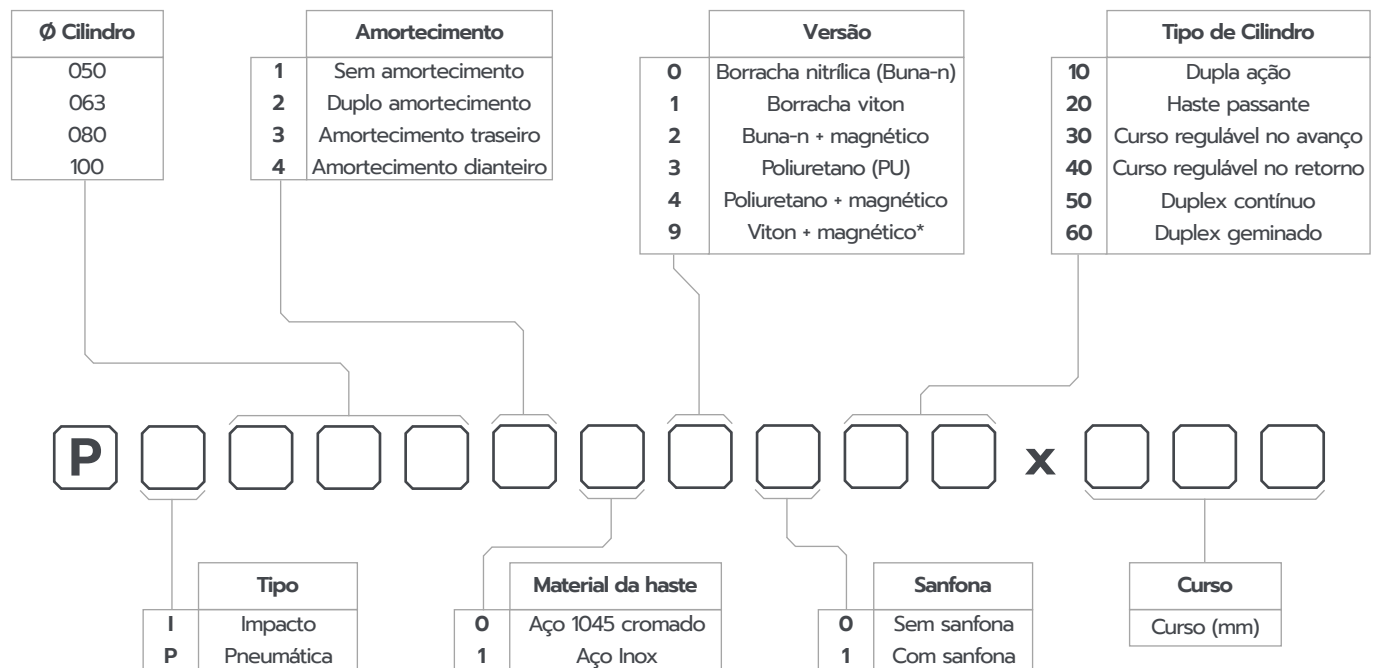 Ø Cilindro
050
063
080
100
Amortecimento
1 Sem amortecimento
2 Duplo amortecimento
3 Amortecimento traseiro
4 Amortecimento dianteiro
Versão
0 Borracha nitrílica (Buna-n)
1 Borracha viton
2 Buna-n + magnético
3 Poliuretano (PU)
4 Poliuretano + magnético
9 Viton + magnético*
Tipo de Cilindro
10 Dupla ação
20 Haste passante
30 Curso regulável no avanço
40 Curso regulável no retorno
50 Duplex contínuo
60 Duplex geminado
P x
Tipo
I Impacto
P Pneumática
Material da haste
0 Aço 1045 cromado
1 Aço Inox
Sanfona
0 Sem sanfona
1 Com sanfona
Curso
Curso (mm)